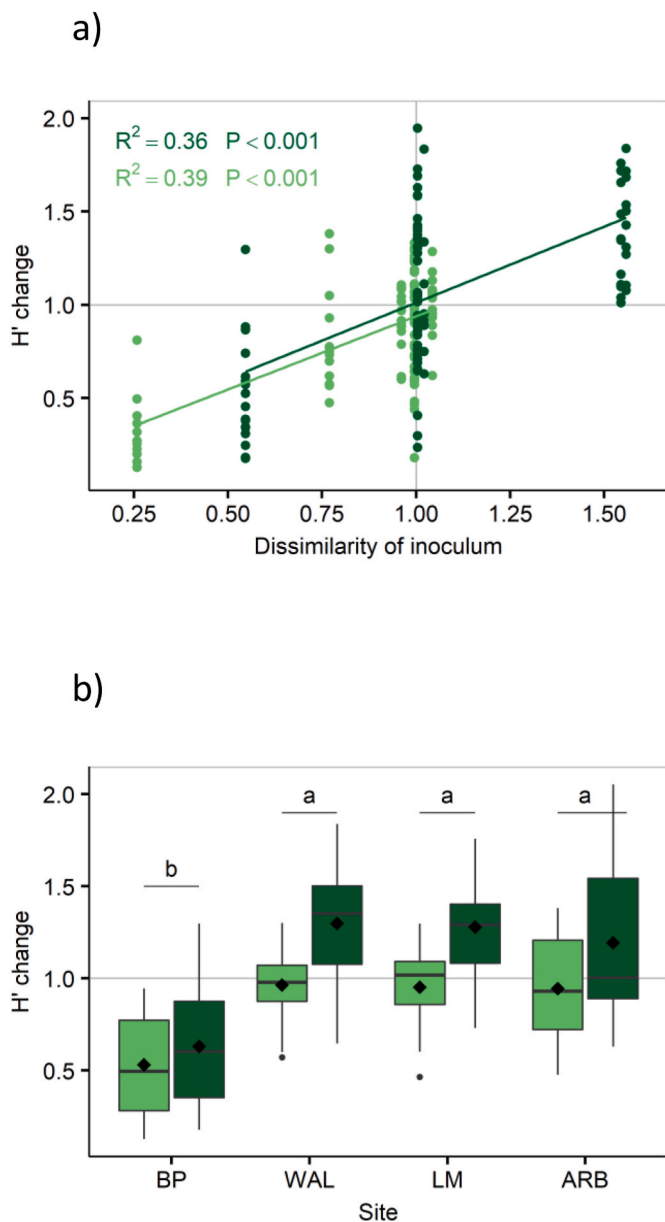 a)
2.0
R² = 0.36 P < 0.001
R² = 0.39 P < 0.001
1.5
H' change
1.0
0.5
0.25 0.50 0.75 1.00 1.25 1.50
Dissimilarity of inoculum
b)
2.0
a a a
1.5
b
H' change
1.0
0.5
BP WAL LM ARB
Site